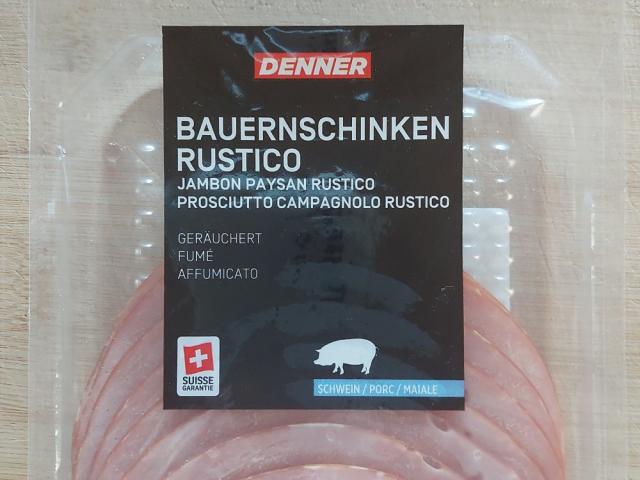 DENNER
BAUERNSCHINKEN
RUSTICO
JAMBON PAYSAN RUSTICO
PROSCIUTTO CAMPAGNOLO RUSTICO
GERÄUCHERT
FUMÉ
AFFUMICATO
SUISSE
GARANTIE
SCHWEIN / PORC / MAIALE